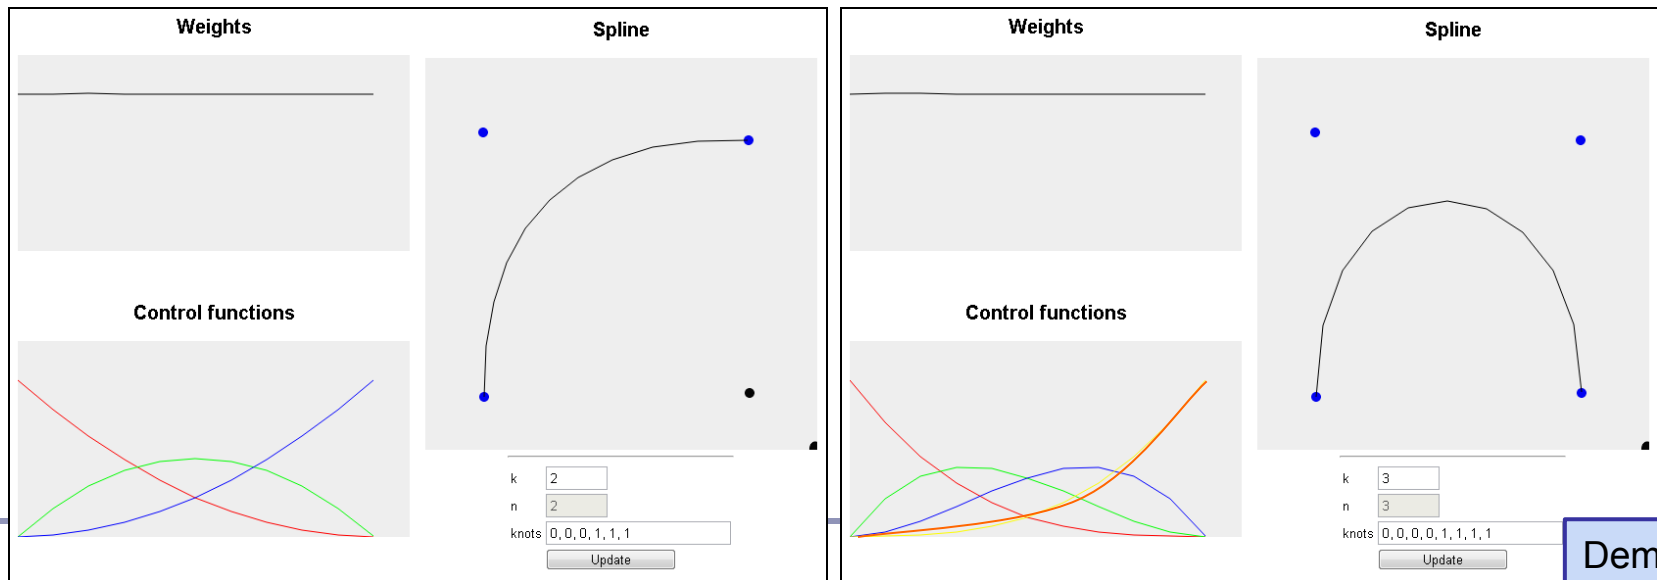 Weights
Spline
Control functions
k 2
n 2
knots 0, 0, 0, 1, 1, 1
Update
Weights
Spline
Control functions
k 3
n 3
knots 0, 0, 0, 0, 1, 1, 1, 1
Update
Dem